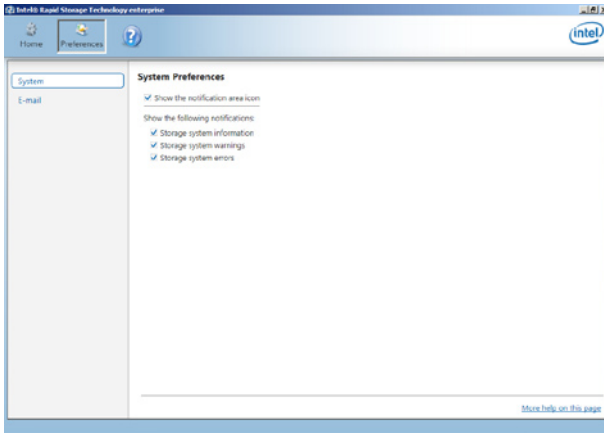 Intel® Rapid Storage Technology enterprise
Home
Preferences
?
intel
System
E-mail
System Preferences
Show the notification area icon
Show the following notifications:
Storage system information
Storage system warnings
Storage system errors
More help on this page